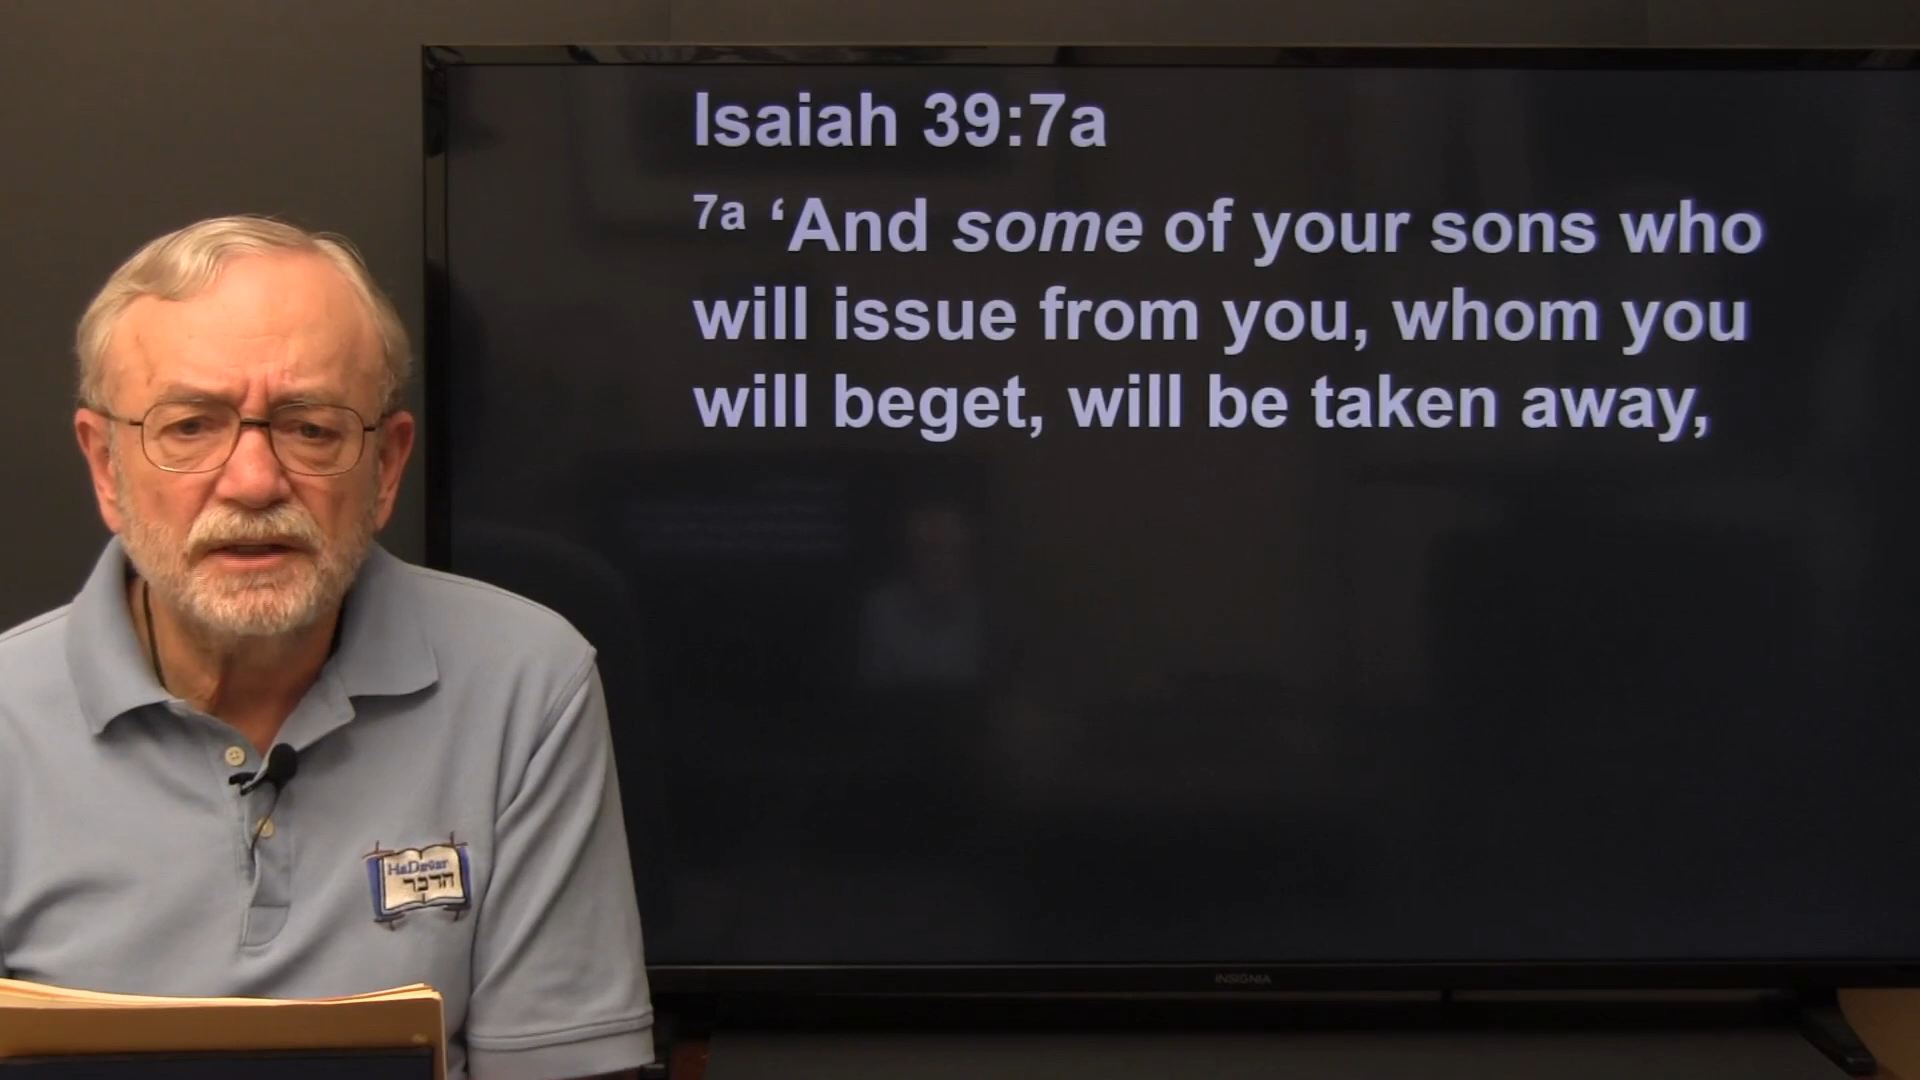 Isaiah 39:7a
7a ‘And some of your sons who
will issue from you, whom you
will beget, will be taken away,
HaDavar
הדבר
INSIGNIA